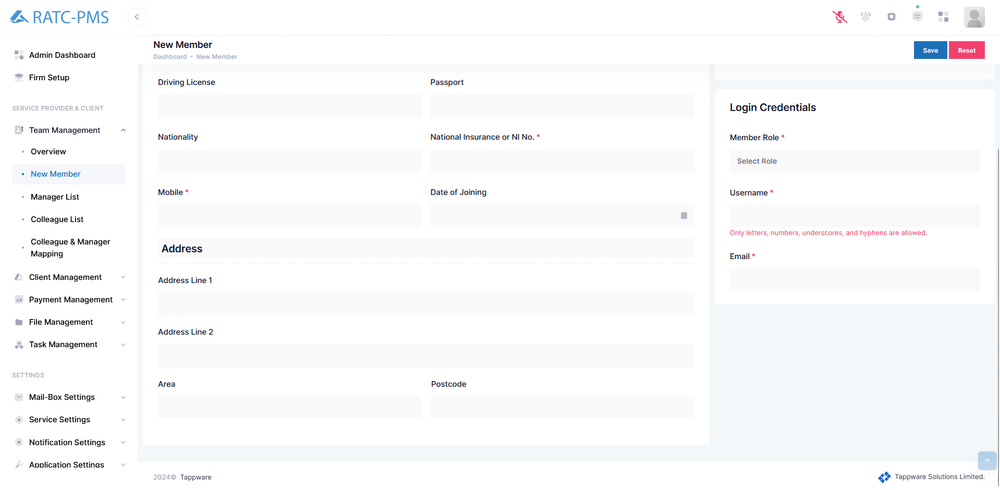 RATC-PMS
New Member
Dashboard - New Member
Save
Reset
Admin Dashboard
Firm Setup
SERVICE PROVIDER & CLIENT
Team Management
Overview
New Member
Manager List
Colleague List
Colleague & Manager
Mapping
Client Management
Payment Management
File Management
Task Management
SETTINGS
Mail-Box Settings
Service Settings
Notification Settings
Application Settings
Driving License
Passport
Nationality
National Insurance or NI No. *
Mobile *
Date of Joining
Address
Address Line 1
Address Line 2
Area
Postcode
Login Credentials
Member Role *
Select Role
Username *
Only letters, numbers, underscores, and hyphens are allowed.
Email *
2024© Tappware
Tappware Solutions Limited.